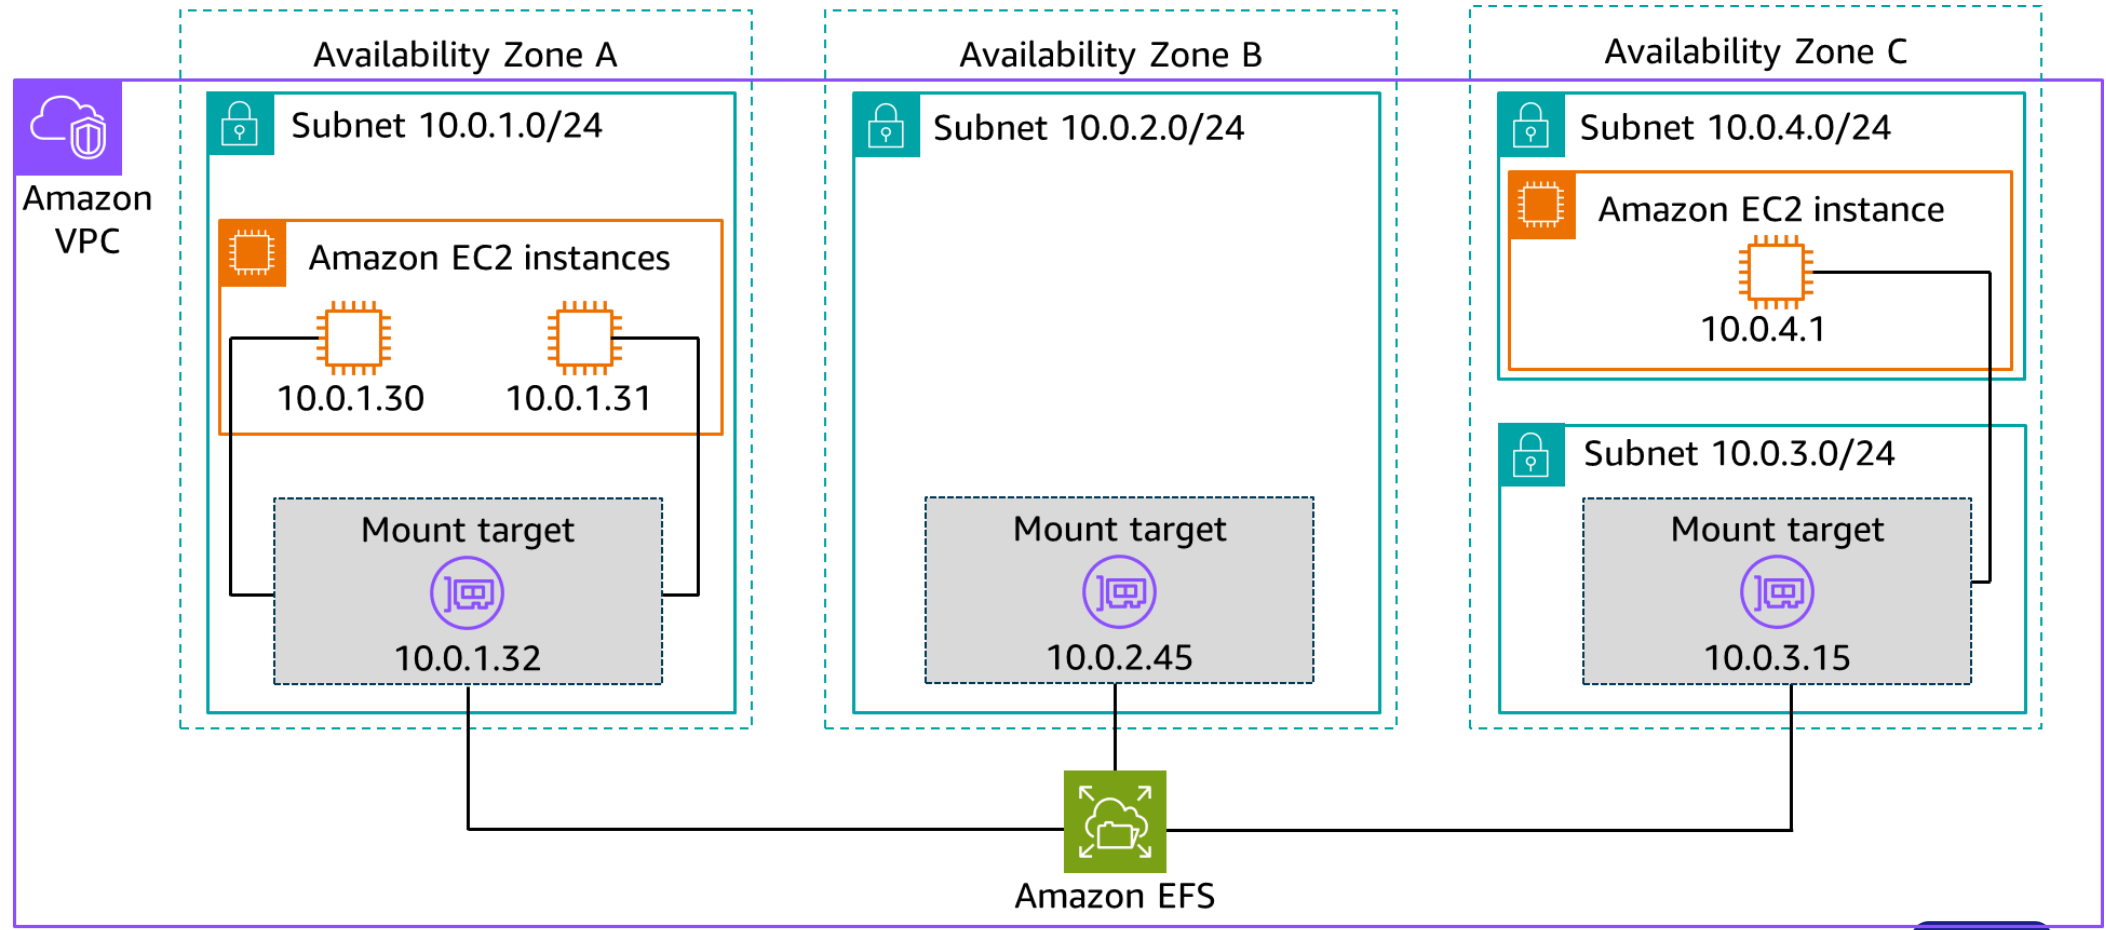 Availability Zone A
Availability Zone B
Availability Zone C
Amazon
VPC
Subnet 10.0.1.0/24
Amazon EC2 instances
10.0.1.30
10.0.1.31
Mount target
10.0.1.32
Subnet 10.0.2.0/24
Mount target
10.0.2.45
Subnet 10.0.4.0/24
Amazon EC2 instance
10.0.4.1
Subnet 10.0.3.0/24
Mount target
10.0.3.15
Amazon EFS